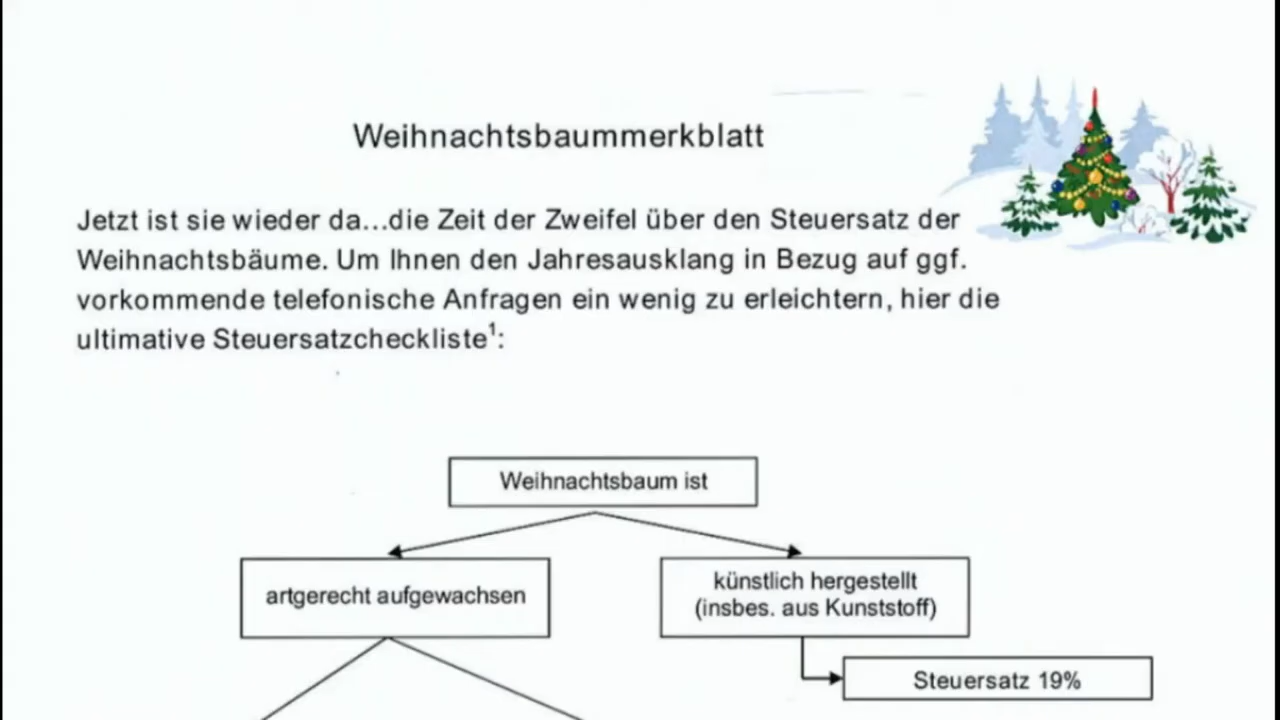 Weihnachtsbaummerkblatt
Jetzt ist sie wieder da...die Zeit der Zweifel über den Steuersatz der
Weihnachtsbäume. Um Ihnen den Jahresausklang in Bezug auf ggf.
vorkommende telefonische Anfragen ein wenig zu erleichtern, hier die
ultimative Steuersatzcheckliste¹:
Weihnachtsbaum ist
artgerecht aufgewachsen
künstlich hergestellt
(insbes. aus Kunststoff)
Steuersatz 19%